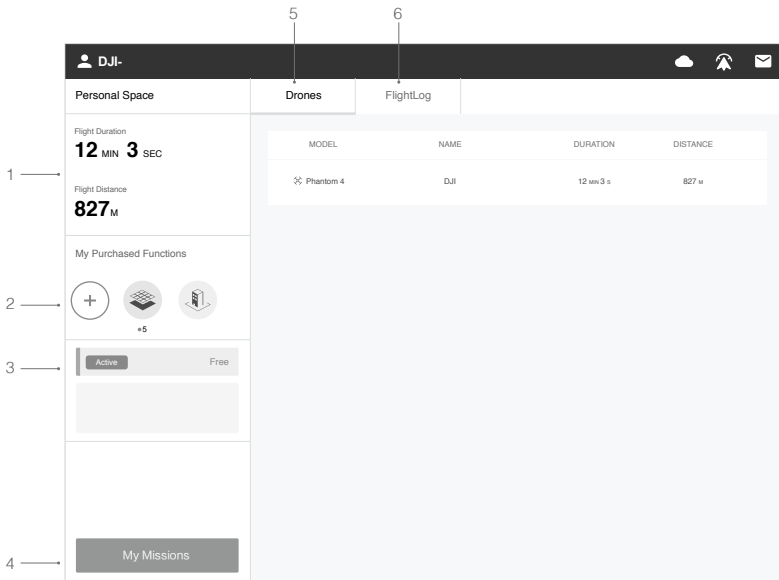 5 6
DJI-
Personal Space
Drones FlightLog
Flight Duration
12 MIN 3 SEC
1
Flight Distance
827 M
MODEL NAME DURATION DISTANCE
Phantom 4 DJI 12 MIN 3 S 827 M
My Purchased Functions
2
5
3
Active Free
4
My Missions